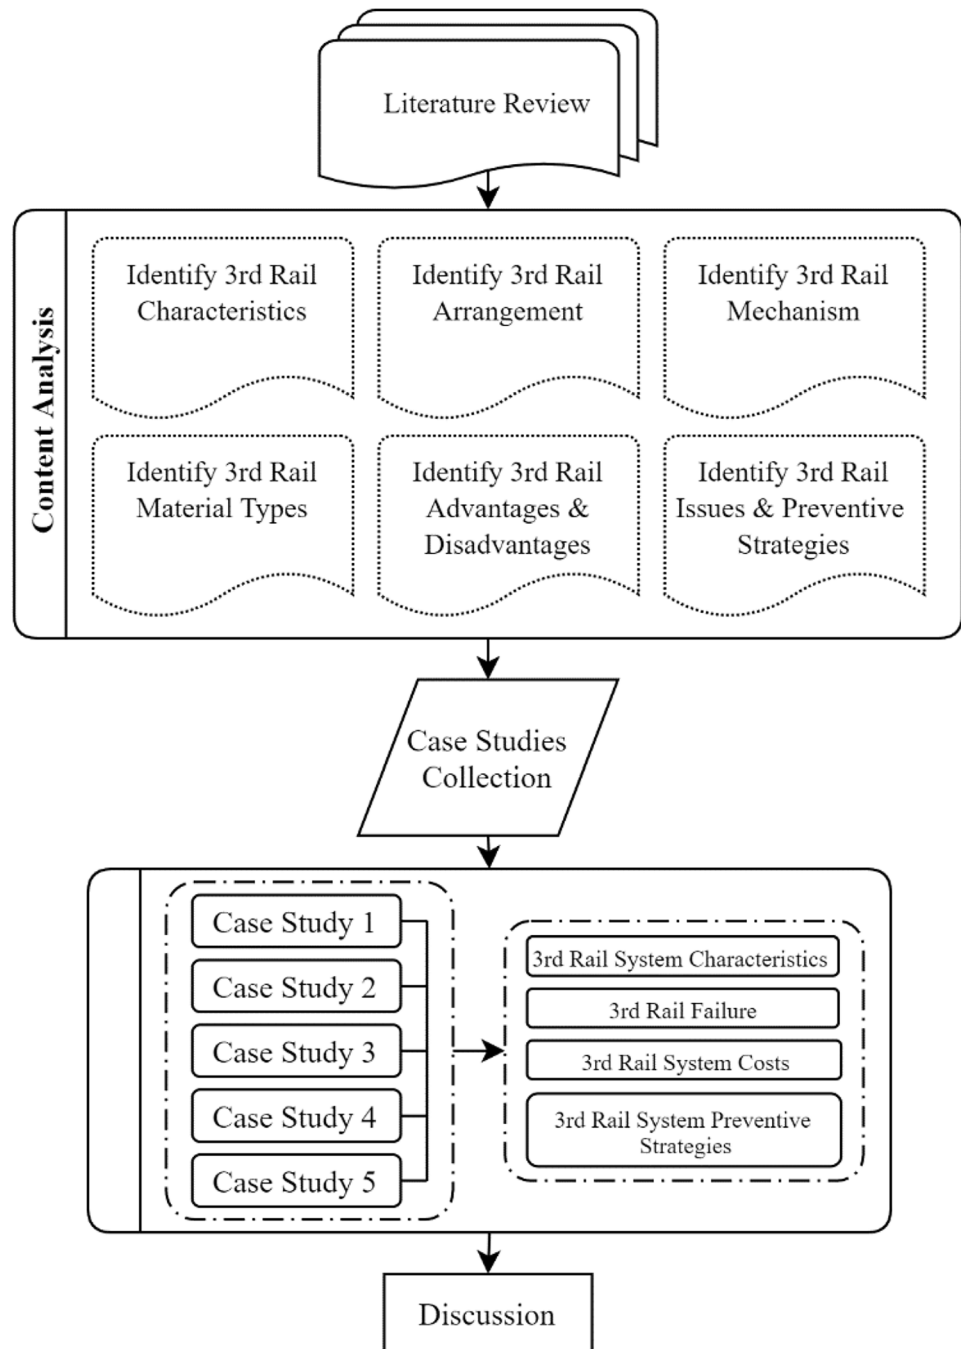 Literature Review
Content Analysis
Identify 3rd Rail
Characteristics
Identify 3rd Rail
Arrangement
Identify 3rd Rail
Mechanism
Identify 3rd Rail
Material Types
Identify 3rd Rail
Advantages &
Disadvantages
Identify 3rd Rail
Issues & Preventive
Strategies
Case Studies
Collection
Case Study 1
Case Study 2
Case Study 3
Case Study 4
Case Study 5
3rd Rail System Characteristics
3rd Rail Failure
3rd Rail System Costs
3rd Rail System Preventive
Strategies
Discussion